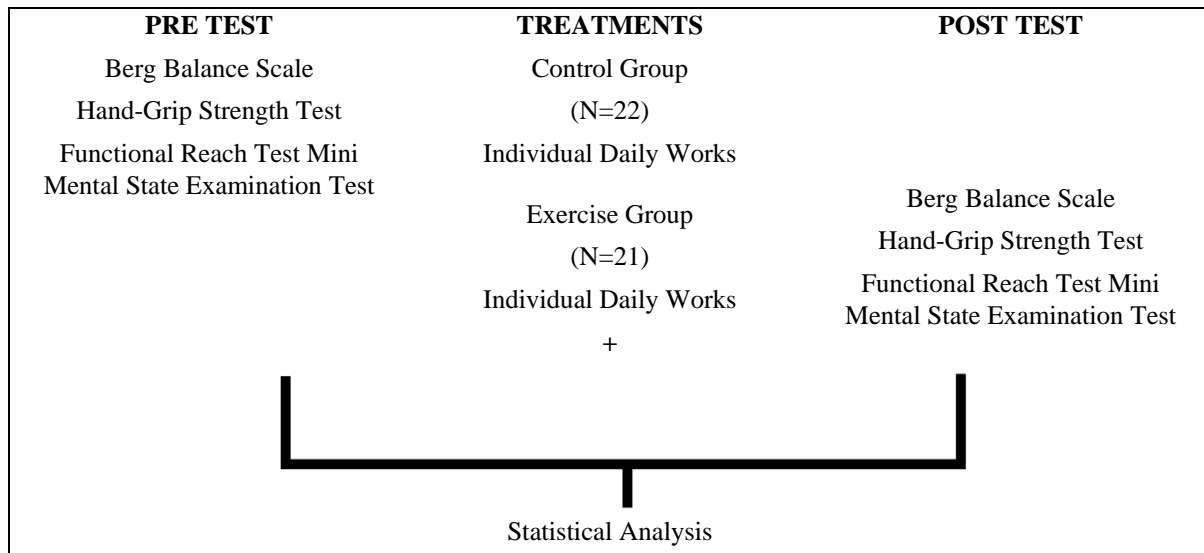 PRE TEST
Berg Balance Scale
Hand-Grip Strength Test
Functional Reach Test Mini
Mental State Examination Test
TREATMENTS
Control Group
(N=22)
Individual Daily Works
Exercise Group
(N=21)
Individual Daily Works
+
POST TEST
Berg Balance Scale
Hand-Grip Strength Test
Functional Reach Test Mini
Mental State Examination Test
Statistical Analysis